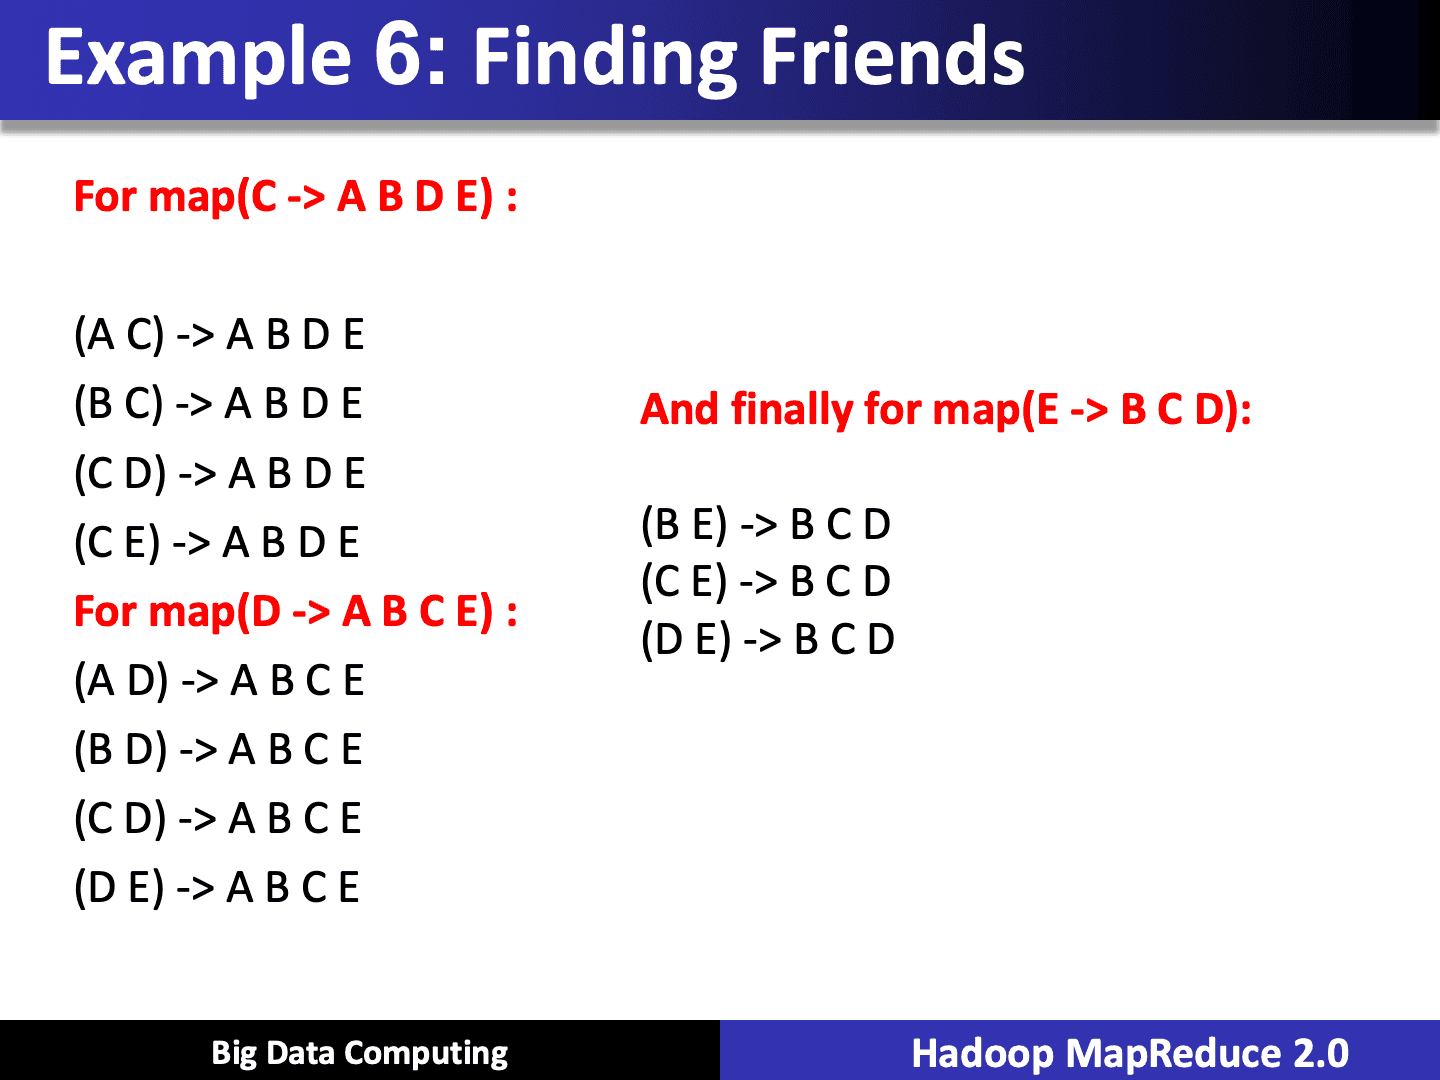 Example 6: Finding Friends
For map(C -> A B D E) :
(A C) -> A B D E
(B C) -> A B D E
(C D) -> A B D E
(C E) -> A B D E
For map(D -> A B C E) :
(A D) -> A B C E
(B D) -> A B C E
(C D) -> A B C E
(D E) -> A B C E
And finally for map(E -> B C D):
(B E) -> B C D
(C E) -> B C D
(D E) -> B C D
Big Data Computing
Hadoop MapReduce 2.0